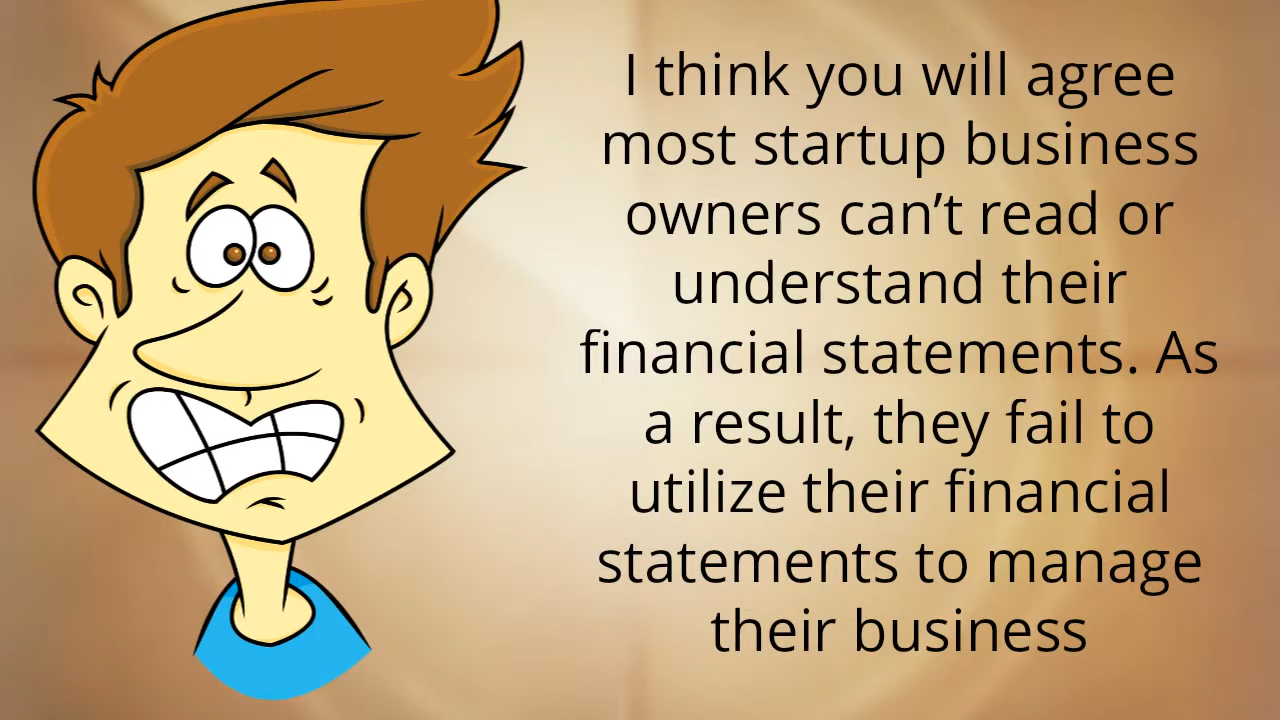 I think you will agree
most startup business
owners can’t read or
understand their
financial statements. As
a result, they fail to
utilize their financial
statements to manage
their business